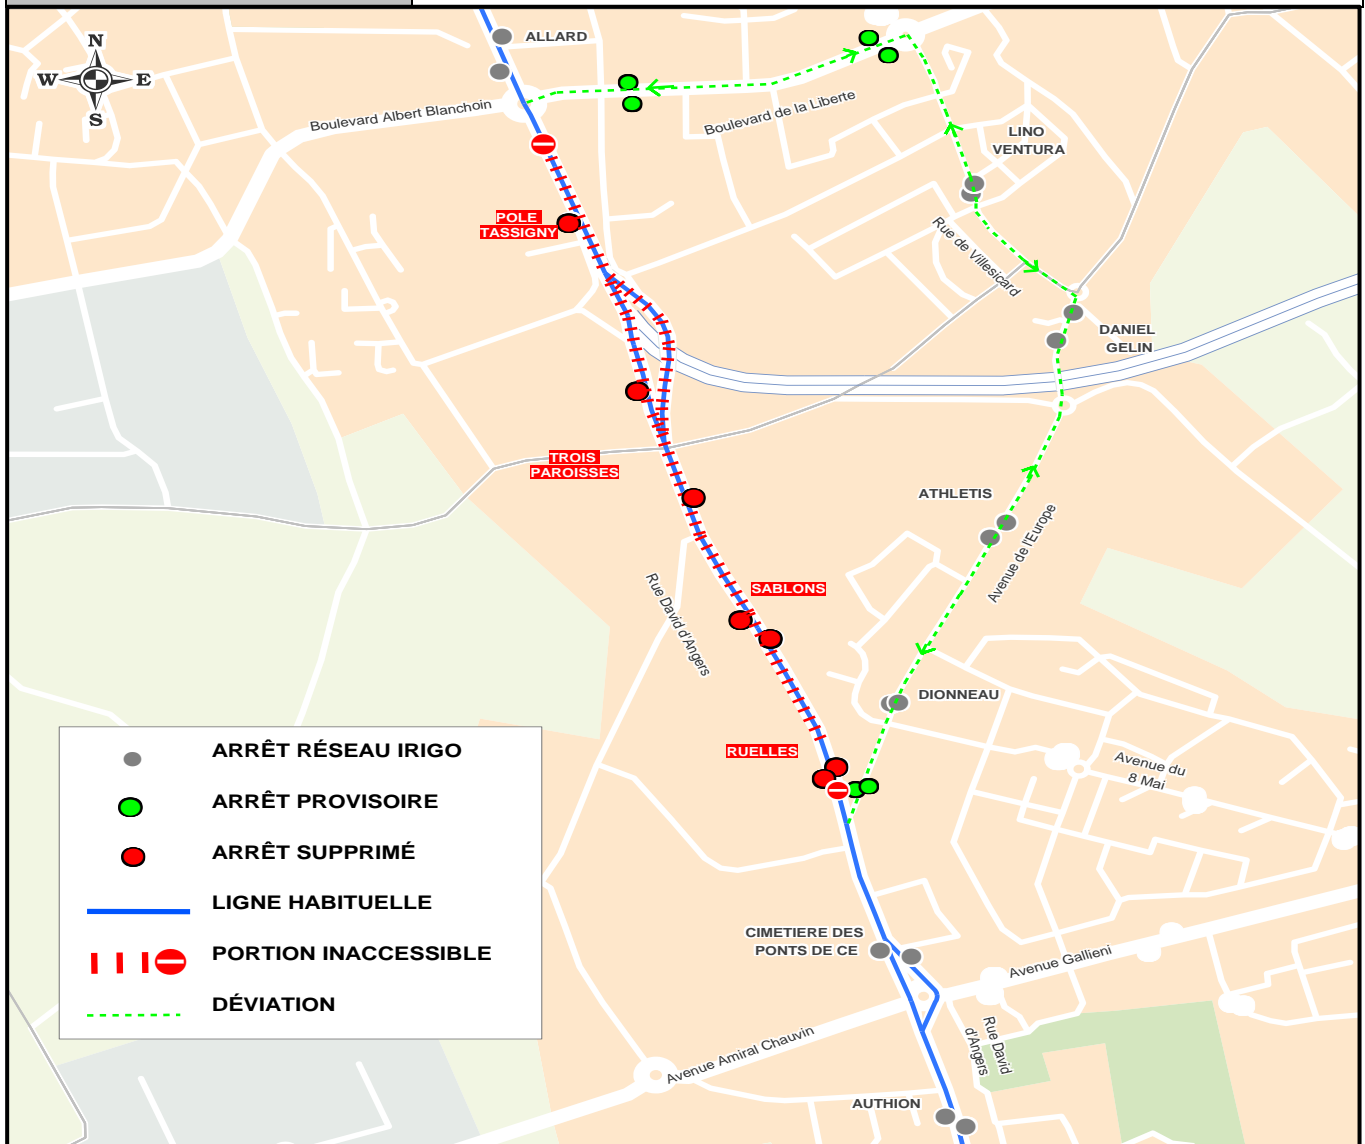 N
W E
S
ALLARD
Boulevard Albert Blanchoin
Boulevard de la Liberte
LINO
VENTURA
POLE
TASSIGNY
Rue de Villesicard
DANIEL
GELIN
TROIS
PAROISSES
ATHLETIS
Avenue de l'Europe
SABLONS
Rue David d'Angers
DIONNEAU
RUELLES
Avenue du
8 Mai
ARRÊT RÉSEAU IRIGO
ARRÊT PROVISOIRE
ARRÊT SUPPRIMÉ
LIGNE HABITUELLE
PORTION INACCESSIBLE
DÉVIATION
CIMETIERE DES
PONTS DE CE
Avenue Gallieni
Avenue Amiral Chauvin
Rue David
d'Angers
AUTHION